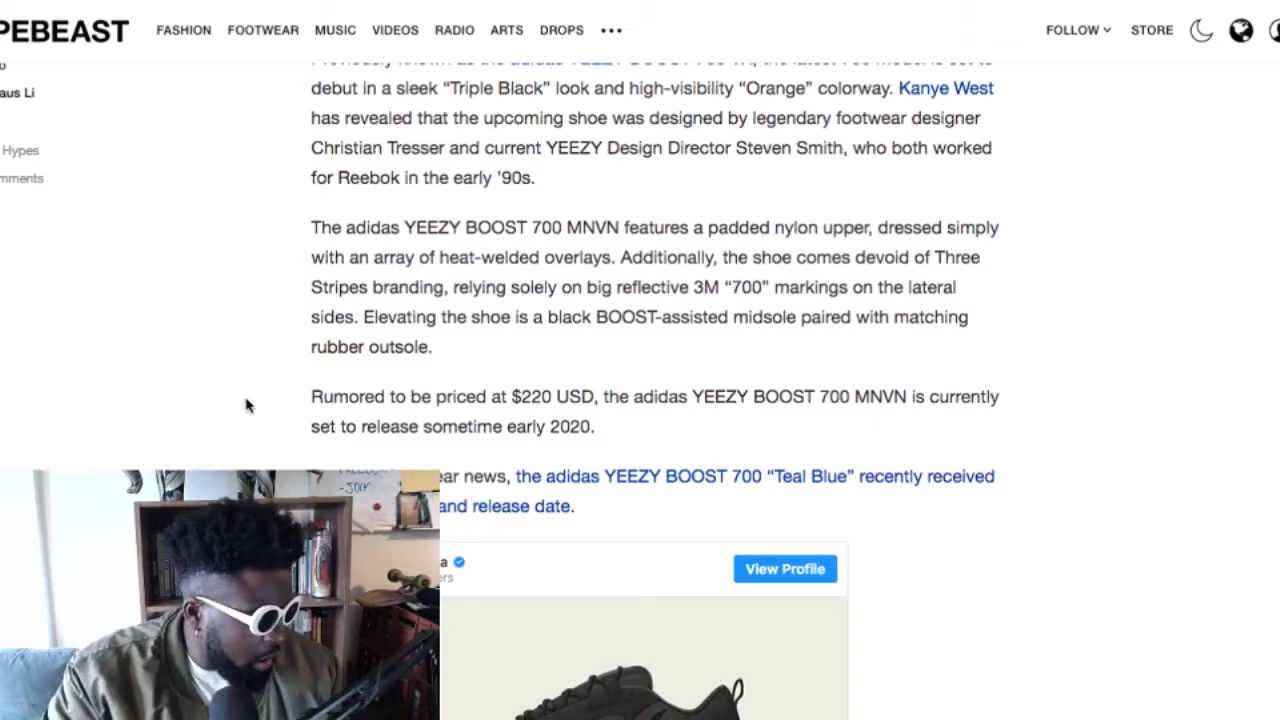 PEBEAST FASHION FOOTWEAR MUSIC VIDEOS RADIO ARTS DROPS ••• FOLLOW STORE
aus Li
Hypes
mments
debut in a sleek “Triple Black” look and high-visibility “Orange” colorway. Kanye West
has revealed that the upcoming shoe was designed by legendary footwear designer
Christian Tresser and current YEEZY Design Director Steven Smith, who both worked
for Reebok in the early ’90s.
The adidas YEEZY BOOST 700 MNVN features a padded nylon upper, dressed simply
with an array of heat-welded overlays. Additionally, the shoe comes devoid of Three
Stripes branding, relying solely on big reflective 3M “700” markings on the lateral
sides. Elevating the shoe is a black BOOST-assisted midsole paired with matching
rubber outsole.
Rumored to be priced at $220 USD, the adidas YEEZY BOOST 700 MNVN is currently
set to release sometime early 2020.
ear news, the adidas YEEZY BOOST 700 “Teal Blue” recently received
and release date.
a
ers
View Profile
-JOCK